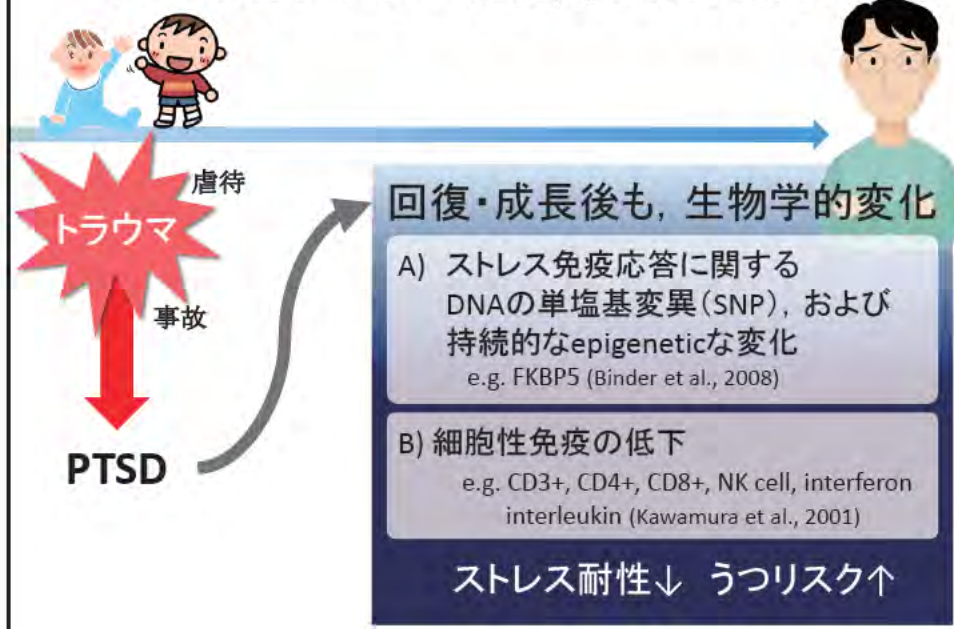 虐待
トラウマ
事故
PTSD
回復・成長後も，生物学的変化
A) ストレス免疫応答に関する
DNAの単塩基変異(SNP)，および
持続的なepigeneticな変化
e.g. FKBP5 (Binder et al., 2008)
B) 細胞性免疫の低下
e.g. CD3+, CD4+, CD8+, NK cell, interferon
interleukin (Kawamura et al., 2001)
ストレス耐性↓ うつリスク↑